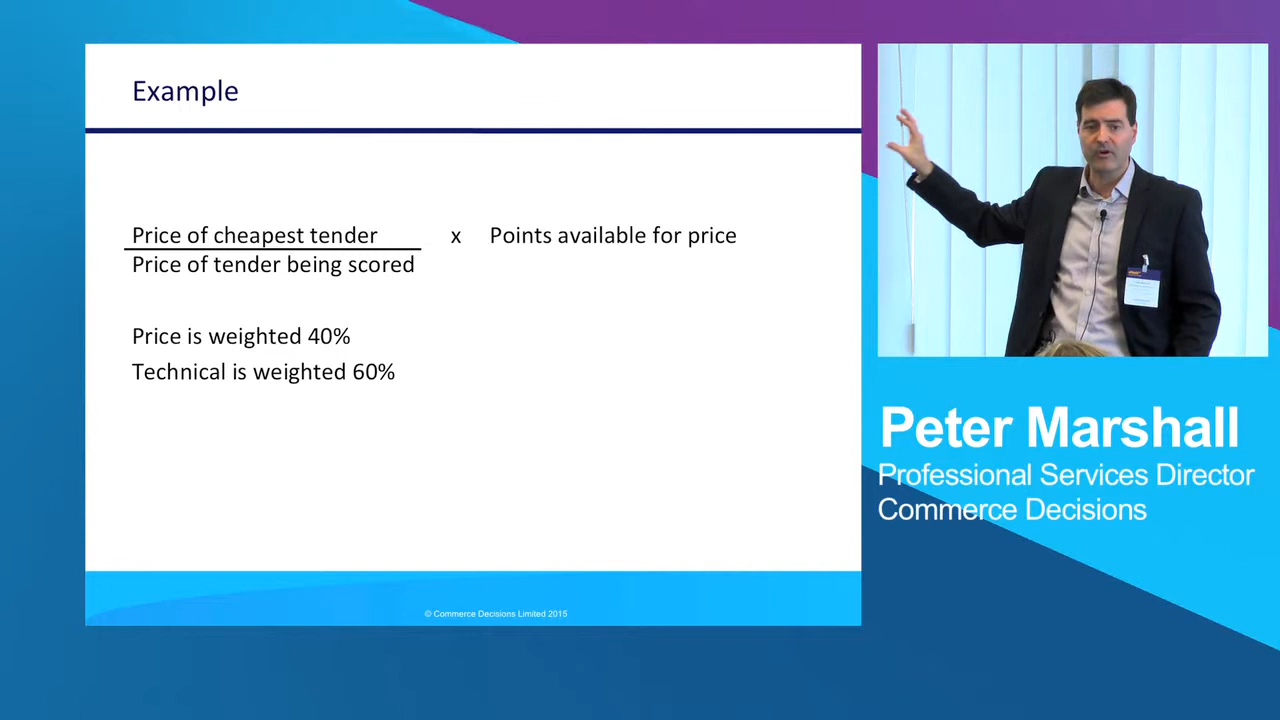 Example
Price of cheapest tender x Points available for price
Price of tender being scored
Price is weighted 40%
Technical is weighted 60%
© Commerce Decisions Limited 2015
Peter Marshall
Professional Services Director
Commerce Decisions